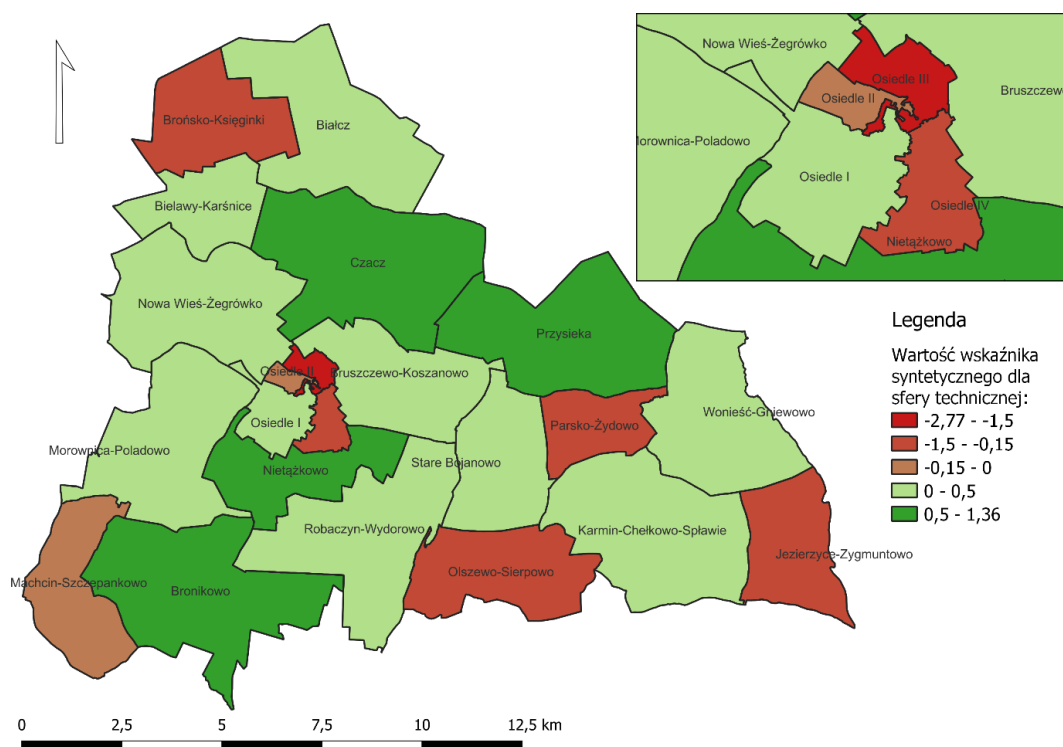 Nowa Wieś-Żegrówko
Osiedle III
Osiedle II
Bruszczewo
Morownica-Poladowo
Osiedle I
Osiedle IV
Nietążkowo
Brońsko-Księginki
Białcz
Bielawy-Karśnice
Czacz
Nowa Wieś-Żegrówko
Przysieka
Osiedle II
Bruszczewo-Koszanowo
Osiedle I
Wonieść-Gniewowo
Parsko-Żydowo
Morownica-Poladowo
Nietążkowo
Stare Bojanowo
Robaczyn-Wydorowo
Karmin-Chełkowo-Spławie
Jezierzyce-Zygmuntowo
Olszewo-Sierpowo
Machcin-Szczepankowo
Bronikowo
Legenda
Wartość wskaźnika
syntetycznego dla
sfery technicznej:
-2,77 - -1,5
-1,5 - -0,15
-0,15 - 0
0 - 0,5
0,5 - 1,36
0 2,5 5 7,5 10 12,5 km